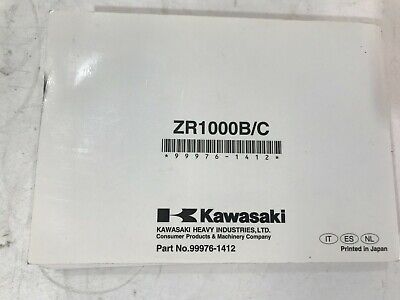 ZR1000B/C
*99976-1412*
Kawasaki
KAWASAKI HEAVY INDUSTRIES,LTD.
Consumer Products & Machinery Company
Part No.99976-1412
IT ES NL
Printed in Japan